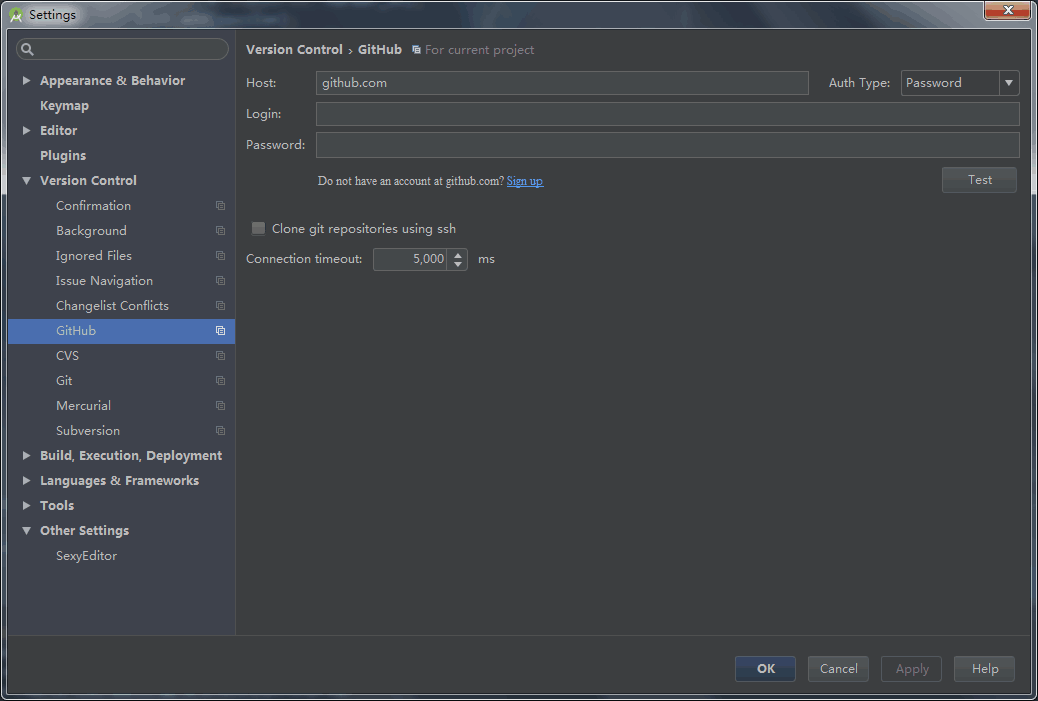 Settings
Version Control › GitHub For current project
Appearance & Behavior
Keymap
Editor
Plugins
Version Control
Confirmation
Background
Ignored Files
Issue Navigation
Changelist Conflicts
GitHub
CVS
Git
Mercurial
Subversion
Build, Execution, Deployment
Languages & Frameworks
Tools
Other Settings
SexyEditor
Host: github.com Auth Type: Password
Login:
Password:
Do not have an account at github.com? Sign up
Test
Clone git repositories using ssh
Connection timeout: 5,000 ms
OK Cancel Apply Help